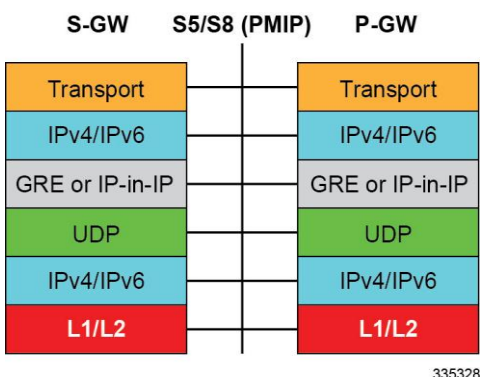 S-GW S5/S8 (PMIP) P-GW
Transport Transport
IPv4/IPv6 IPv4/IPv6
GRE or IP-in-IP GRE or IP-in-IP
UDP UDP
IPv4/IPv6 IPv4/IPv6
L1/L2 L1/L2
335328